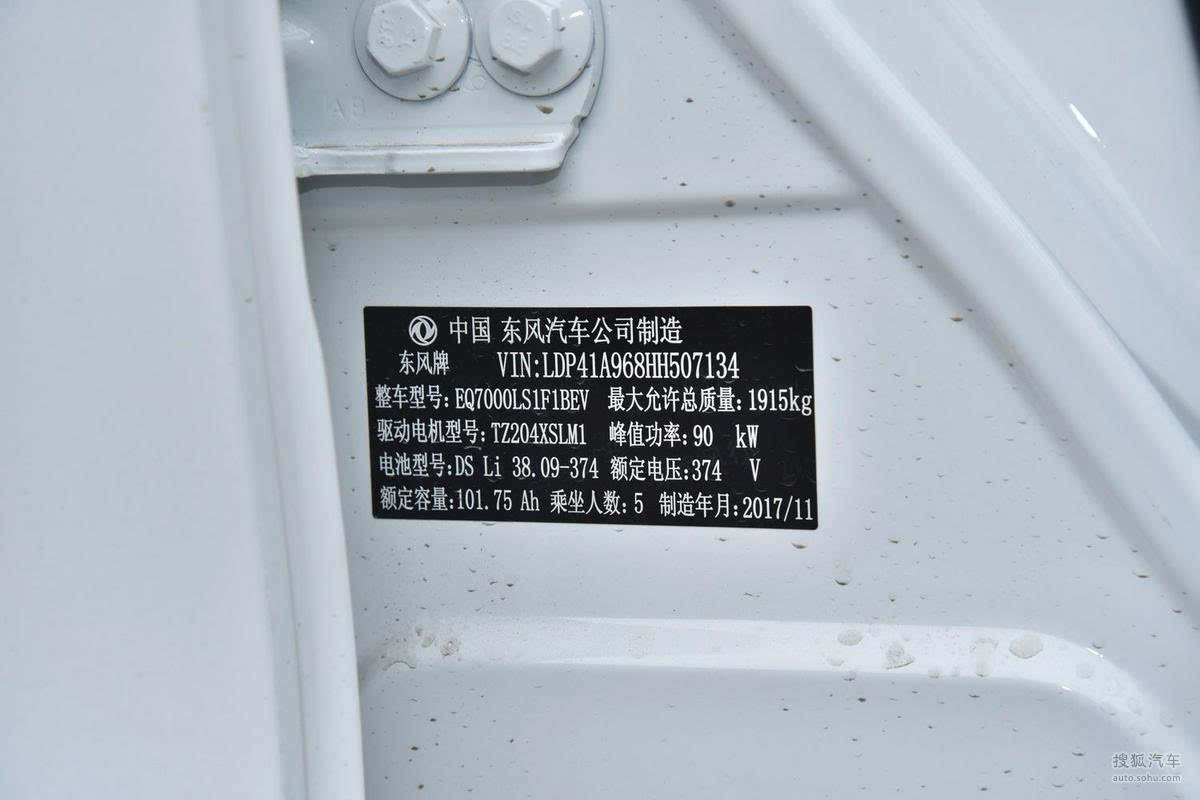 中国 东风汽车公司制造
东风牌 VIN:LDP41A968HH507134
整车型号:EQ7000LS1F1BEV 最大允许总质量:1915kg
驱动电机型号:TZ204XSLM1 峰值功率:90 kW
电池型号:DS Li 38.09-374 额定电压:374 V
额定容量:101.75 Ah 乘坐人数:5 制造年月:2017/11
搜狐汽车
auto.sohu.com